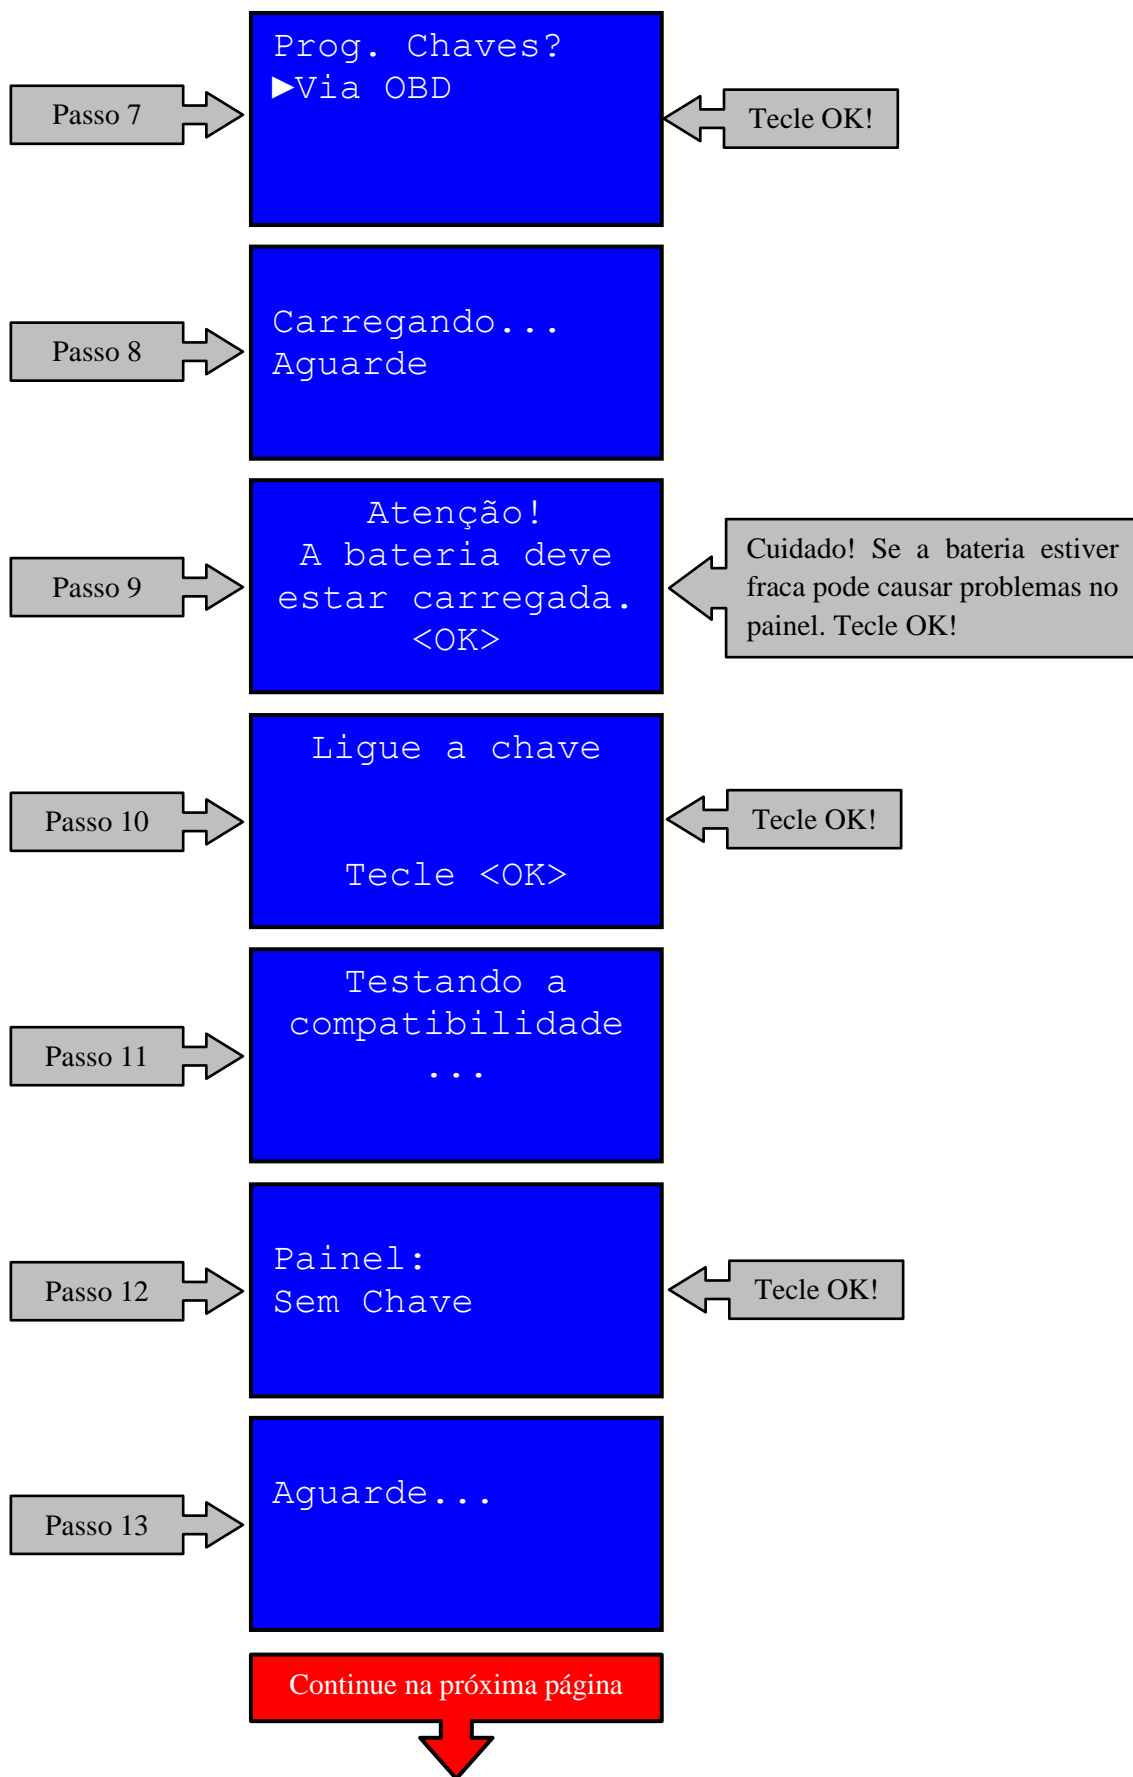 Prog. Chaves?
►Via OBD
Passo 7
Tecle OK!
Carregando...
Aguarde
Passo 8
Atenção!
A bateria deve
estar carregada.
<OK>
Passo 9
Cuidado! Se a bateria estiver
fraca pode causar problemas no
painel. Tecle OK!
Ligue a chave
Tecle <OK>
Passo 10
Tecle OK!
Testando a
compatibilidade
...
Passo 11
Painel:
Sem Chave
Passo 12
Tecle OK!
Aguarde...
Passo 13
Continue na próxima página